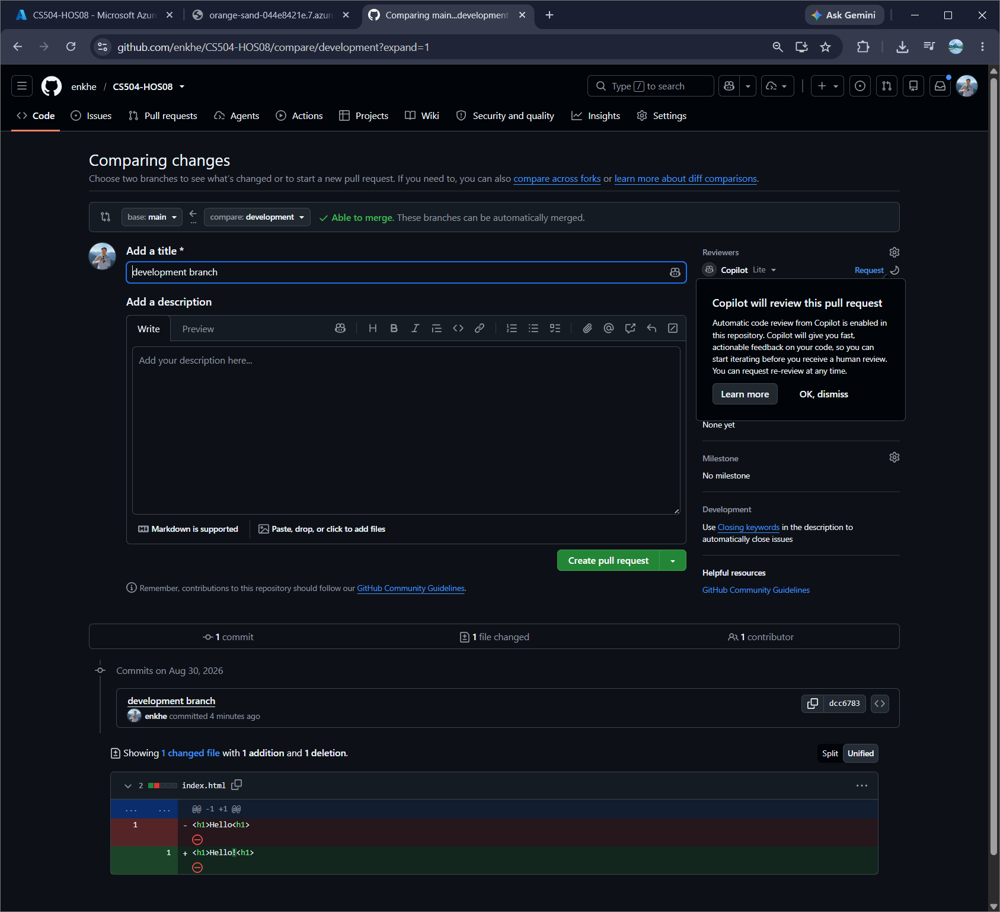 CS504-HOS08 - Microsoft Azur
orange-sand-044e8421e.7.azur
Comparing main...development
Ask Gemini
github.com/enkhe/CS504-HOS08/compare/development?expand=1
enkhe / CS504-HOS08
Type / to search
Code
Issues
Pull requests
Agents
Actions
Projects
Wiki
Security and quality
Insights
Settings
Comparing changes
Choose two branches to see what's changed or to start a new pull request. If you need to, you can also compare across forks or learn more about diff comparisons.
base: main
compare: development
Able to merge. These branches can be automatically merged.
Add a title *
development branch
Add a description
Write
Preview
Add your description here...
Markdown is supported
Paste, drop, or click to add files
Create pull request
Remember, contributions to this repository should follow our GitHub Community Guidelines.
Reviewers
Copilot Lite
Request
Copilot will review this pull request
Automatic code review from Copilot is enabled in
this repository. Copilot will give you fast,
actionable feedback on your code, so you can
start iterating before you receive a human review.
You can request re-review at any time.
Learn more
OK, dismiss
None yet
Milestone
No milestone
Development
Use Closing keywords in the description to
automatically close issues
Helpful resources
GitHub Community Guidelines
1 commit
1 file changed
1 contributor
Commits on Aug 30, 2026
development branch
enkhe committed 4 minutes ago
dcc6783
Showing 1 changed file with 1 addition and 1 deletion.
Split
Unified
2
index.html
@@ -1 +1 @@
1 - <h1>Hello<h1>
1 + <h1>Hello!<h1>